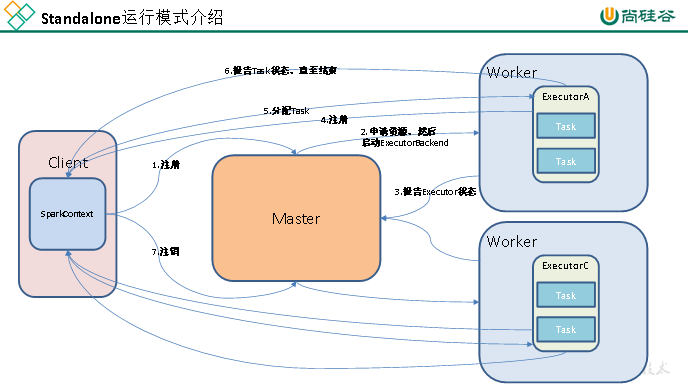 Standalone运行模式介绍
尚硅谷
6.报告Task状态、直至结束
Worker
ExecutorA
5.分配Task
4.注册
Task
2.申请资源、然后
启动ExecutorBackend
Client
1.注册
Task
SparkContext
Master
3.报告Executor状态
7.注销
Worker
ExecutorC
Task
Task